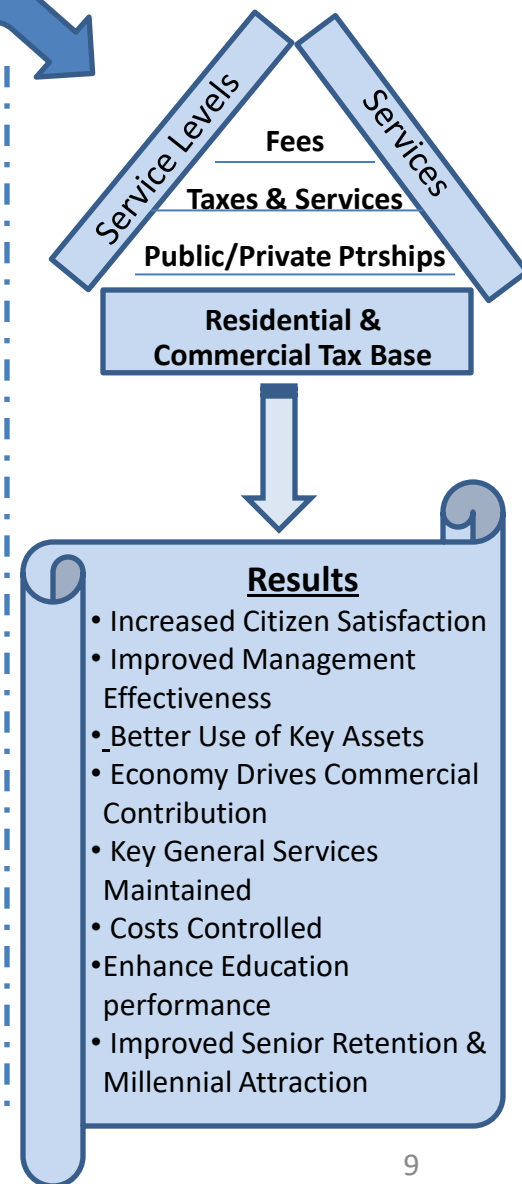 Service Levels
Services
Fees
Taxes & Services
Public/Private Ptrships
Residential &
Commercial Tax Base
Results
• Increased Citizen Satisfaction
• Improved Management
Effectiveness
• Better Use of Key Assets
• Economy Drives Commercial
Contribution
• Key General Services
Maintained
• Costs Controlled
•Enhance Education
performance
• Improved Senior Retention &
Millennial Attraction
9